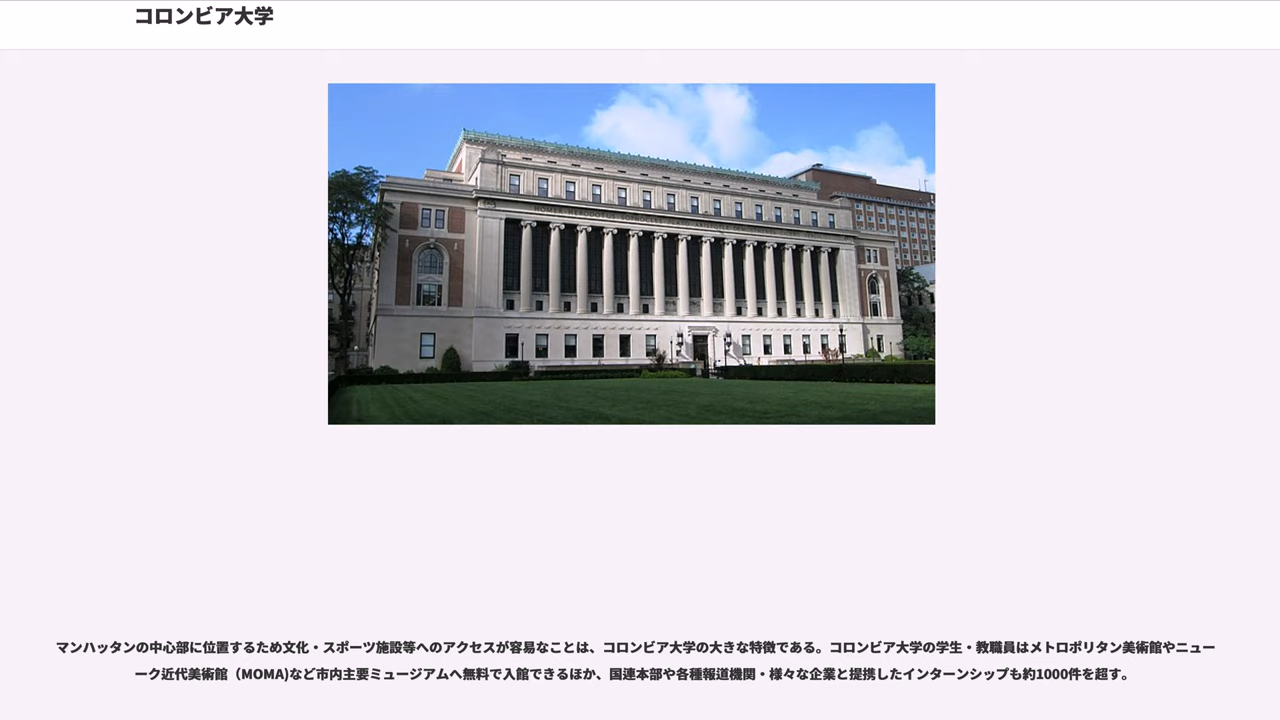 コロンビア大学
マンハッタンの中心部に位置するため文化・スポーツ施設等へのアクセスが容易なことは、コロンビア大学の大きな特徴である。コロンビア大学の学生・教職員はメトロポリタン美術館やニュー
ーク近代美術館（MOMA)など市内主要ミュージアムへ無料で入館できるほか、国連本部や各種報道機関・様々な企業と提携したインターンシップも約1000件を超す。